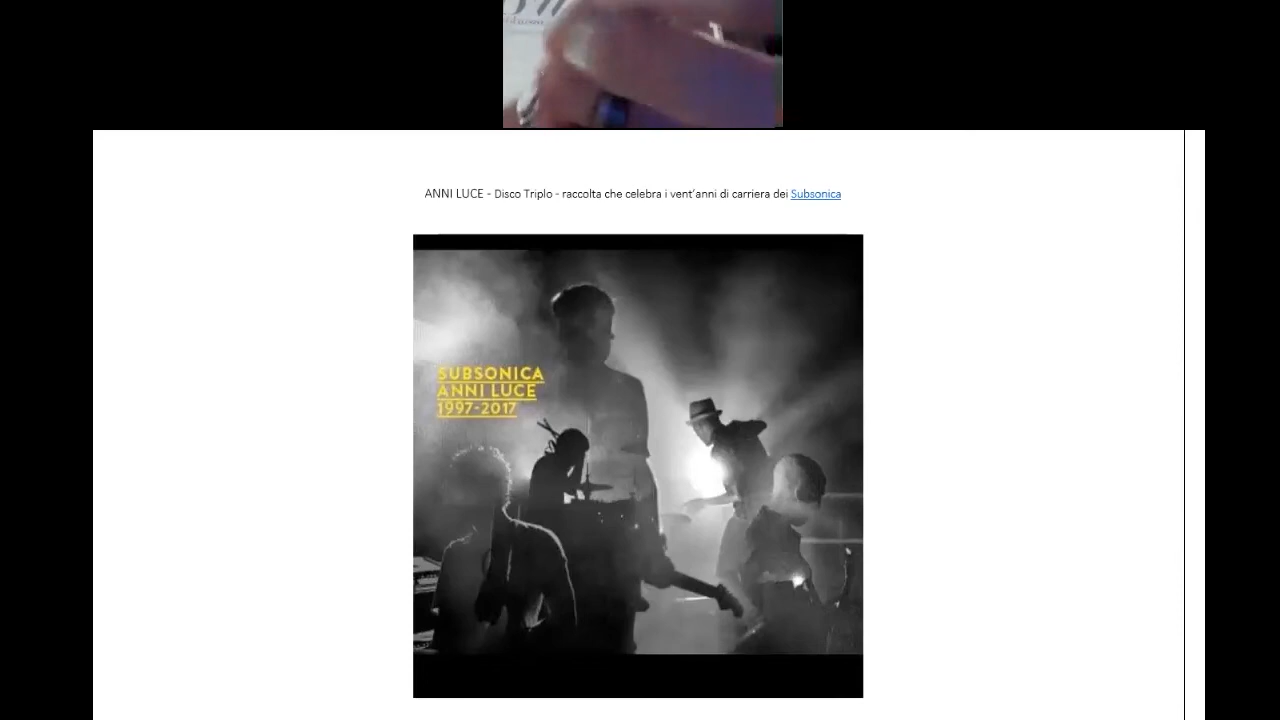 ANNI LUCE - Disco Triplo - raccolta che celebra i vent'anni di carriera dei Subsonica
SUBSONICA
ANNI LUCE
1997-2017